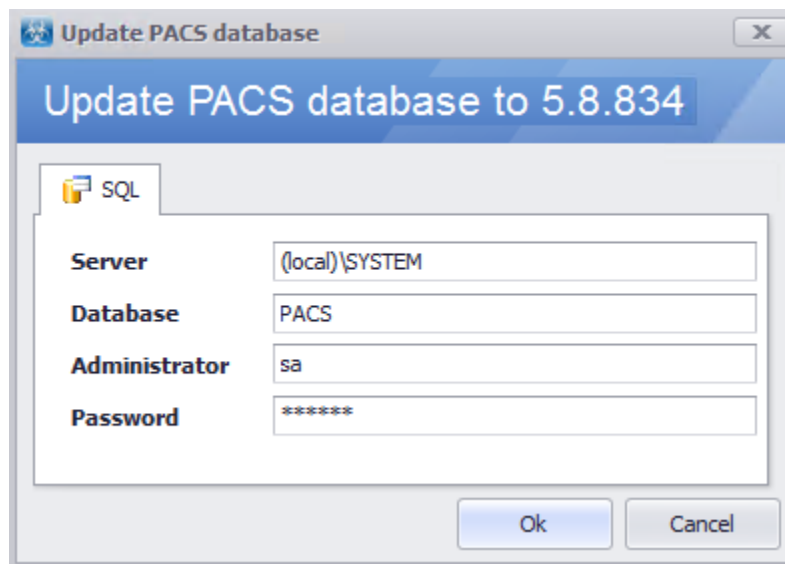 Update PACS database
Update PACS database to 5.8.834
SQL
Server (local)\SYSTEM
Database PACS
Administrator sa
Password ******
Ok Cancel